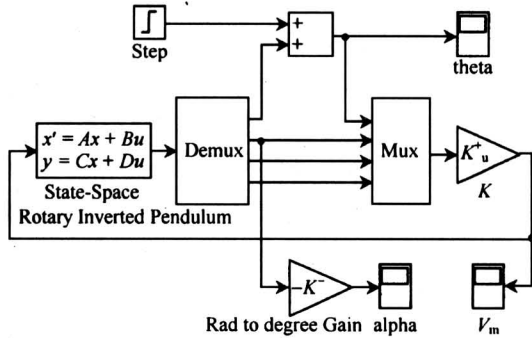 +
+
Step
theta
x' = Ax + Bu
y = Cx + Du
Demux
Mux
K⁺ᵤ
K
State-Space
Rotary Inverted Pendulum
−K⁻
Rad to degree Gain
alpha
Vₘ